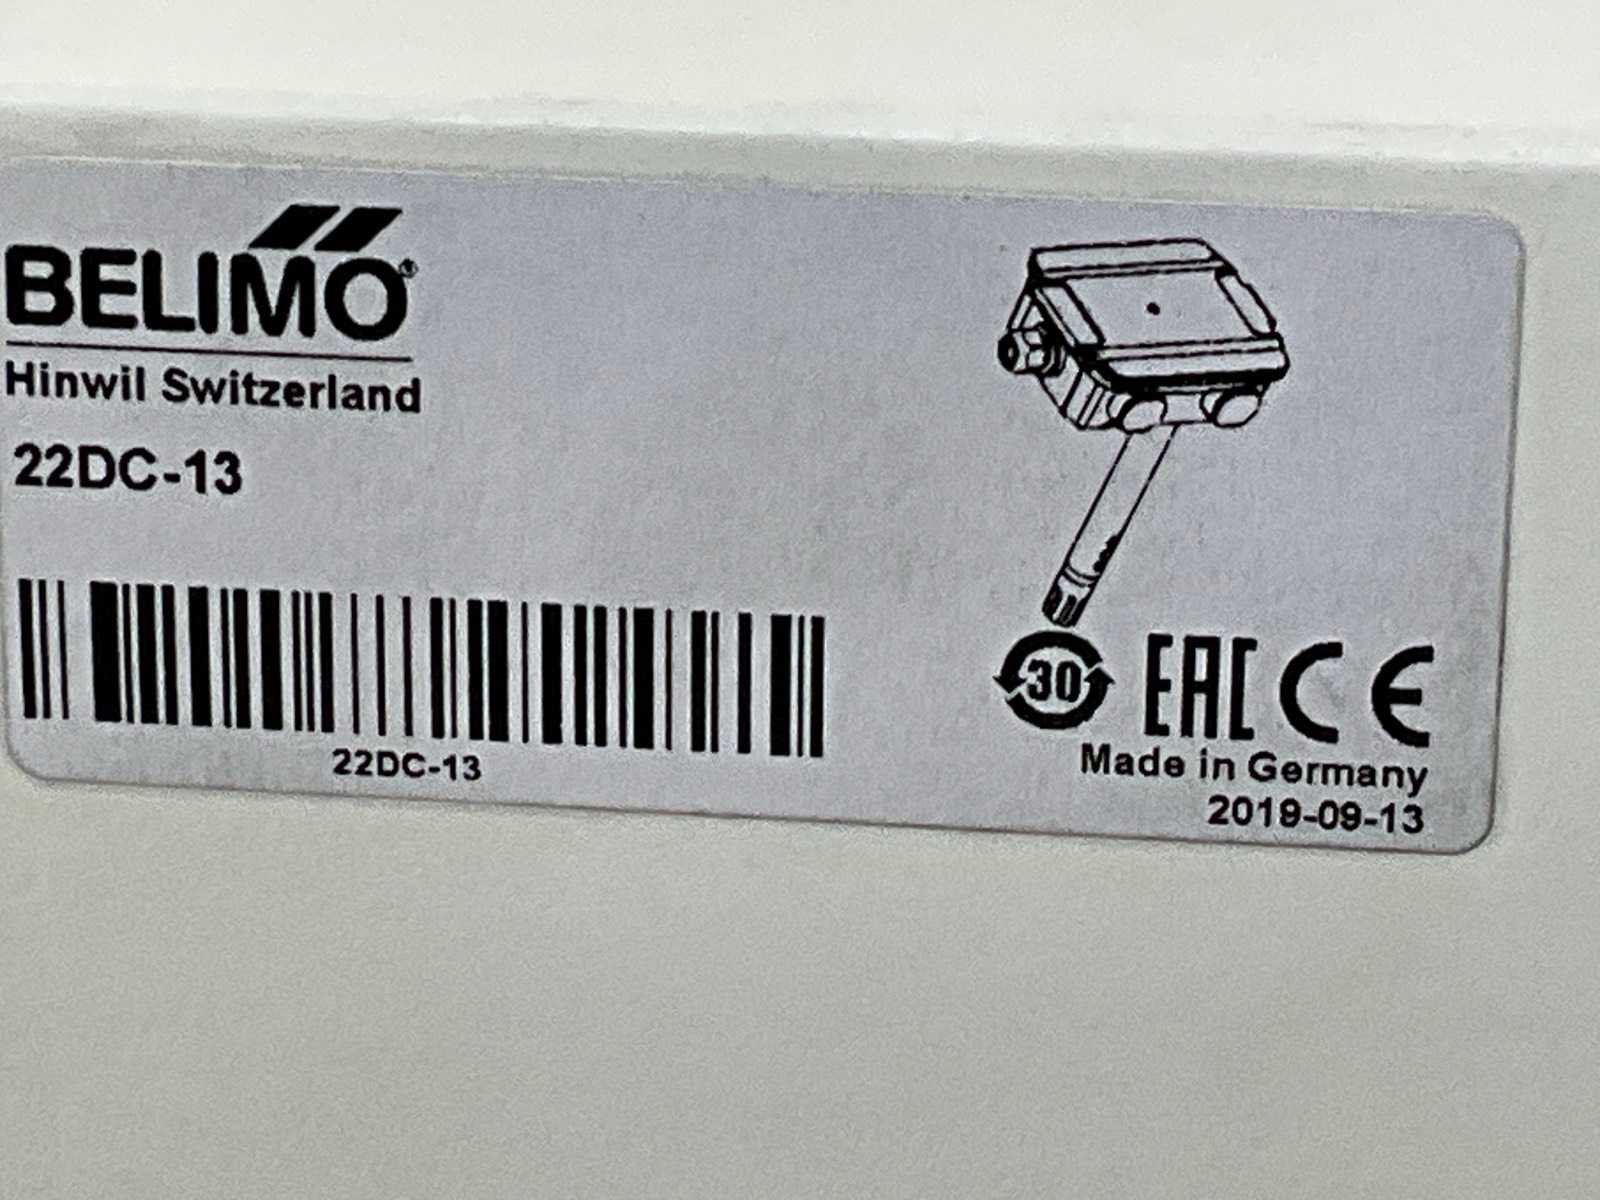 BELIMO®
Hinwil Switzerland
22DC-13
22DC-13
30 EAC CE
Made in Germany
2019-09-13